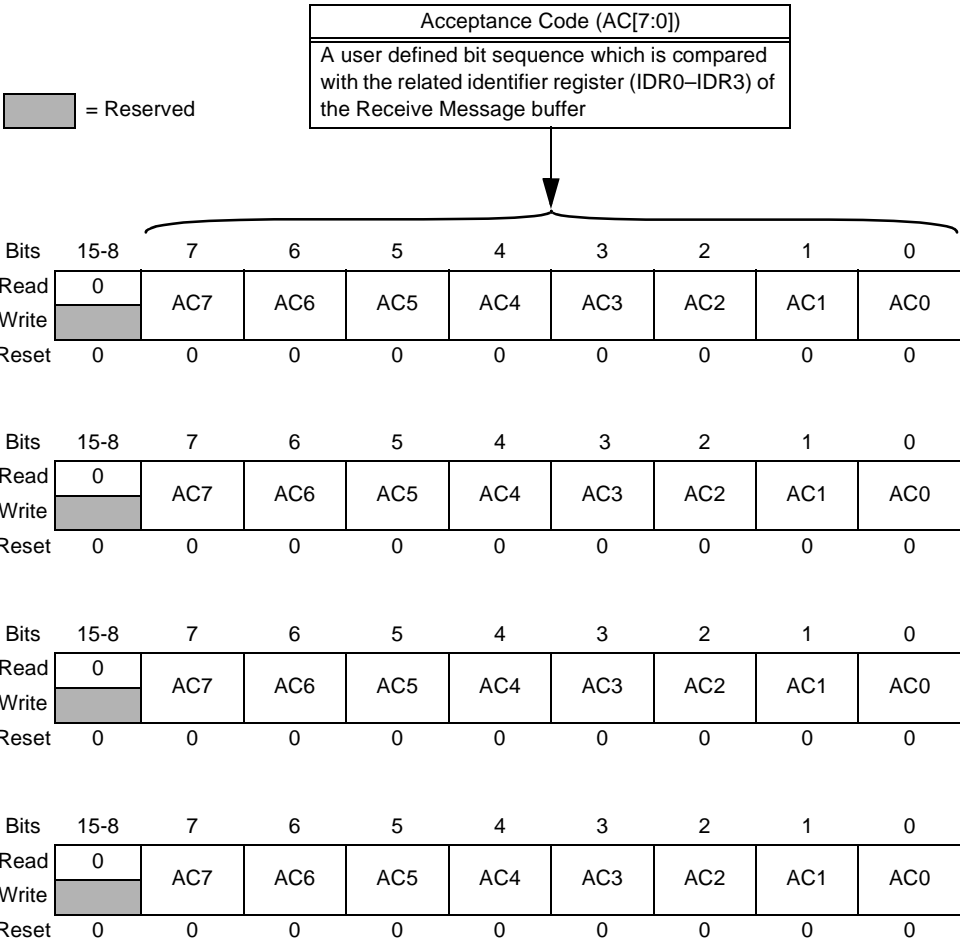 Acceptance Code (AC[7:0])
A user defined bit sequence which is compared
with the related identifier register (IDR0–IDR3) of
the Receive Message buffer
= Reserved
Bits 15-8 7 6 5 4 3 2 1 0
Read 0 AC7 AC6 AC5 AC4 AC3 AC2 AC1 AC0
Write
Reset 0 0 0 0 0 0 0 0 0
Bits 15-8 7 6 5 4 3 2 1 0
Read 0 AC7 AC6 AC5 AC4 AC3 AC2 AC1 AC0
Write
Reset 0 0 0 0 0 0 0 0 0
Bits 15-8 7 6 5 4 3 2 1 0
Read 0 AC7 AC6 AC5 AC4 AC3 AC2 AC1 AC0
Write
Reset 0 0 0 0 0 0 0 0 0
Bits 15-8 7 6 5 4 3 2 1 0
Read 0 AC7 AC6 AC5 AC4 AC3 AC2 AC1 AC0
Write
Reset 0 0 0 0 0 0 0 0 0